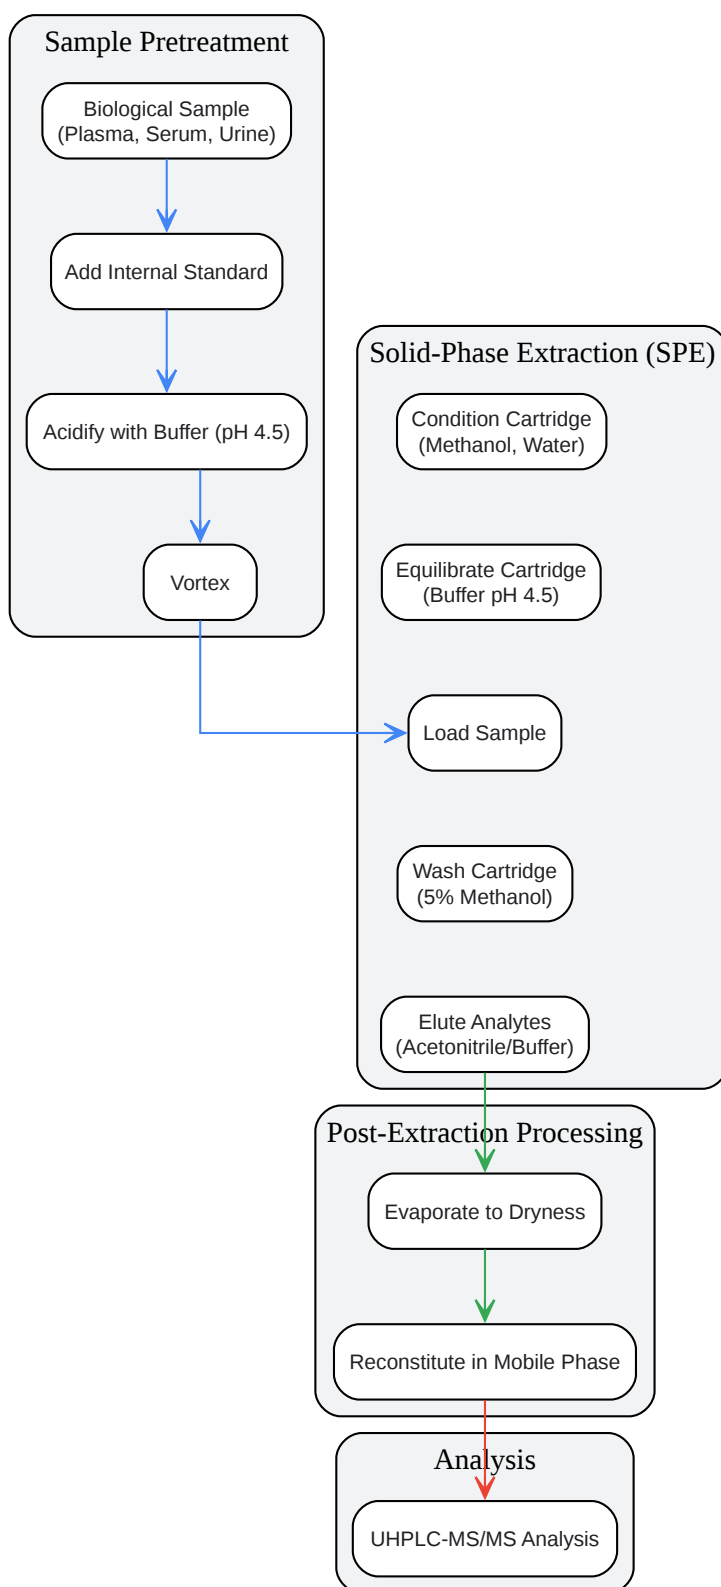 Sample Pretreatment
Biological Sample
(Plasma, Serum, Urine)
Add Internal Standard
Acidify with Buffer (pH 4.5)
Vortex
Solid-Phase Extraction (SPE)
Condition Cartridge
(Methanol, Water)
Equilibrate Cartridge
(Buffer pH 4.5)
Load Sample
Wash Cartridge
(5% Methanol)
Elute Analytes
(Acetonitrile/Buffer)
Post-Extraction Processing
Evaporate to Dryness
Reconstitute in Mobile Phase
Analysis
UHPLC-MS/MS Analysis